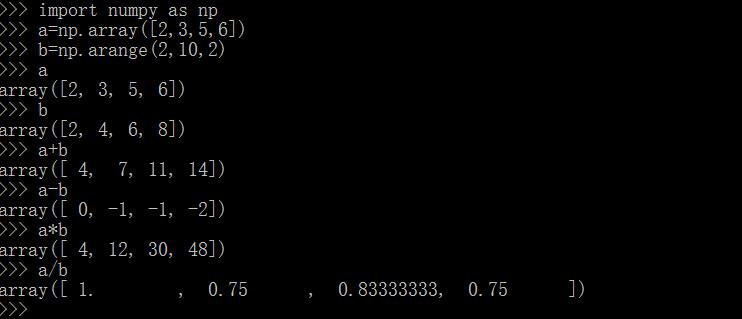 >>> import numpy as np
>>> a=np.array([2,3,5,6])
>>> b=np.arange(2,10,2)
>>> a
array([2, 3, 5, 6])
>>> b
array([2, 4, 6, 8])
>>> a+b
array([ 4,  7, 11, 14])
>>> a-b
array([ 0, -1, -1, -2])
>>> a*b
array([ 4, 12, 30, 48])
>>> a/b
array([ 1.        ,  0.75      ,  0.83333333,  0.75      ])
>>>